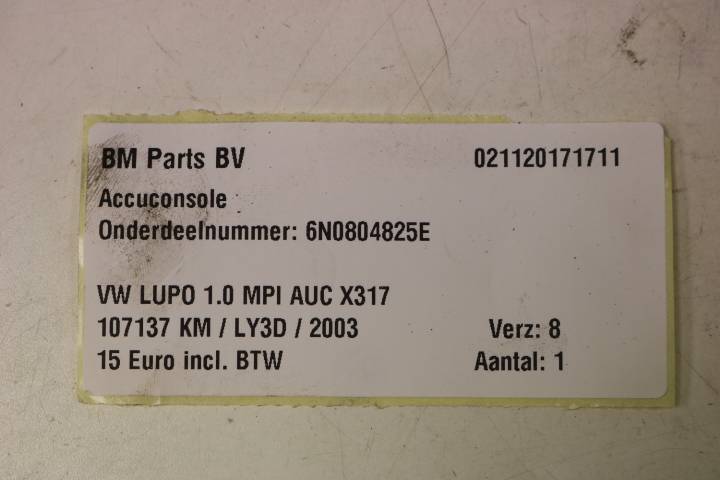 BM Parts BV 021120171711
Accuconsole
Onderdeelnummer: 6N0804825E
VW LUPO 1.0 MPI AUC X317
107137 KM / LY3D / 2003 Verz: 8
15 Euro incl. BTW Aantal: 1